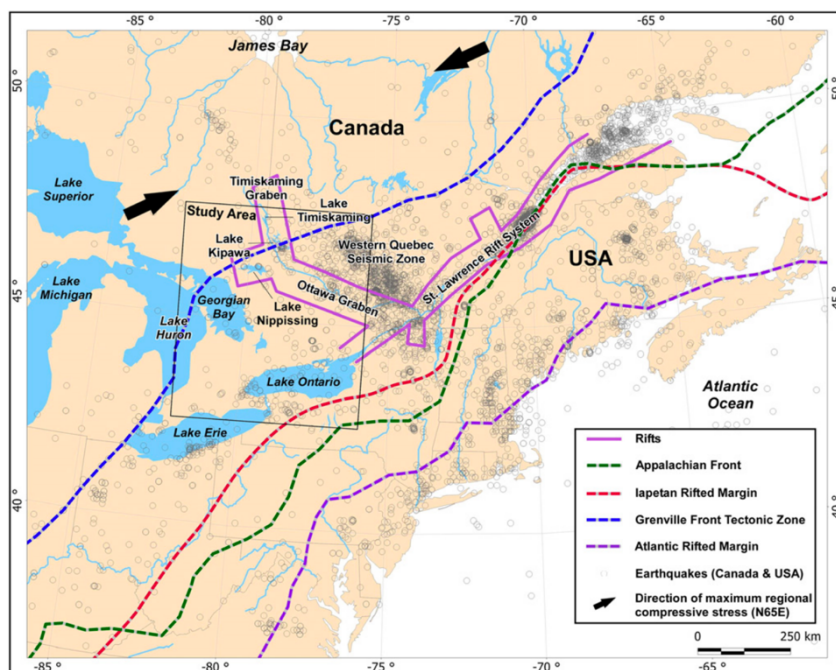 -85 °
-80°
-75°
-70°
-65°
-60°
James Bay
50°
50°
Canada
Lake
Superior
Timiskaming
Graben
Study Area
Lake
Timiskaming
Lake
Kipawa
Western Quebec
Seismic Zone
St. Lawrence Rift System
USA
Lake
Michigan
45°
45°
Georgian
Bay
Ottawa Graben
Lake
Nippissing
Lake
Huron
Lake Ontario
Atlantic
Ocean
Lake Erie
40°
40°
Rifts
Appalachian Front
Iapetan Rifted Margin
Grenville Front Tectonic Zone
Atlantic Rifted Margin
Earthquakes (Canada & USA)
Direction of maximum regional
compressive stress (N65E)
0
250 km
-85 °
-80 °
-75 °
-70 °
-65 °